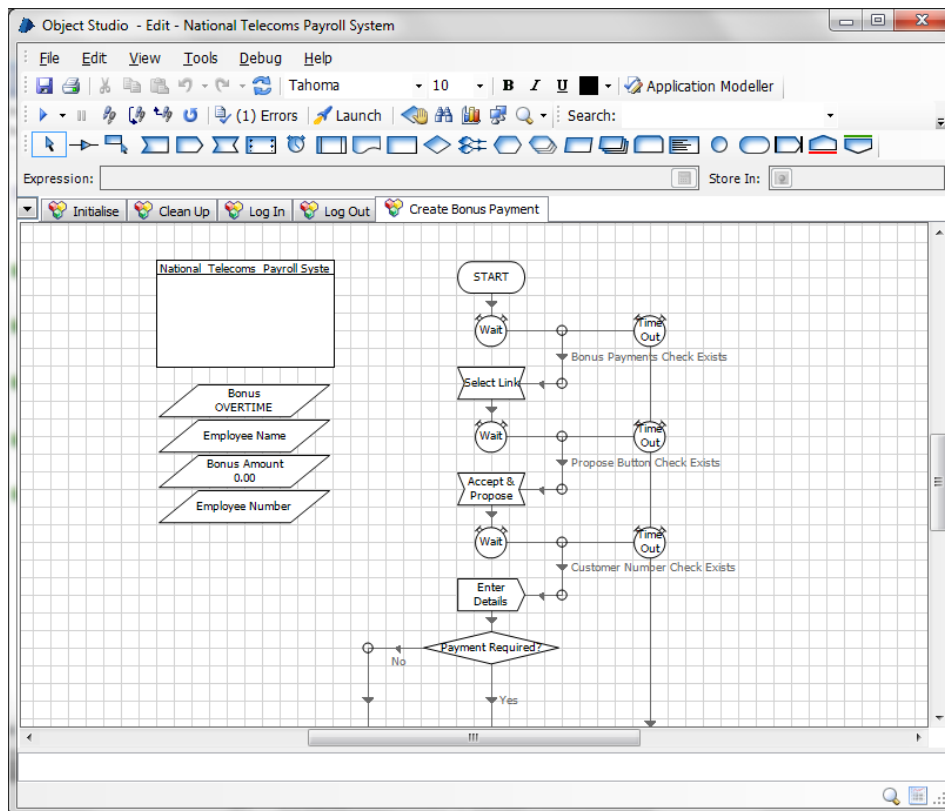 Object Studio - Edit - National Telecoms Payroll System
File Edit View Tools Debug Help
Tahoma 10 B I U Application Modeller
(1) Errors Launch Search:
Expression: Store In:
Initialise Clean Up Log In Log Out Create Bonus Payment
National Telecoms Payroll Syste
START
Wait
Time
Out
Bonus Payments Check Exists
Select Link
Bonus
OVERTIME
Employee Name
Wait
Time
Out
Bonus Amount
0.00
Propose Button Check Exists
Accept &
Propose
Employee Number
Wait
Time
Out
Customer Number Check Exists
Enter
Details
Payment Required?
No
Yes